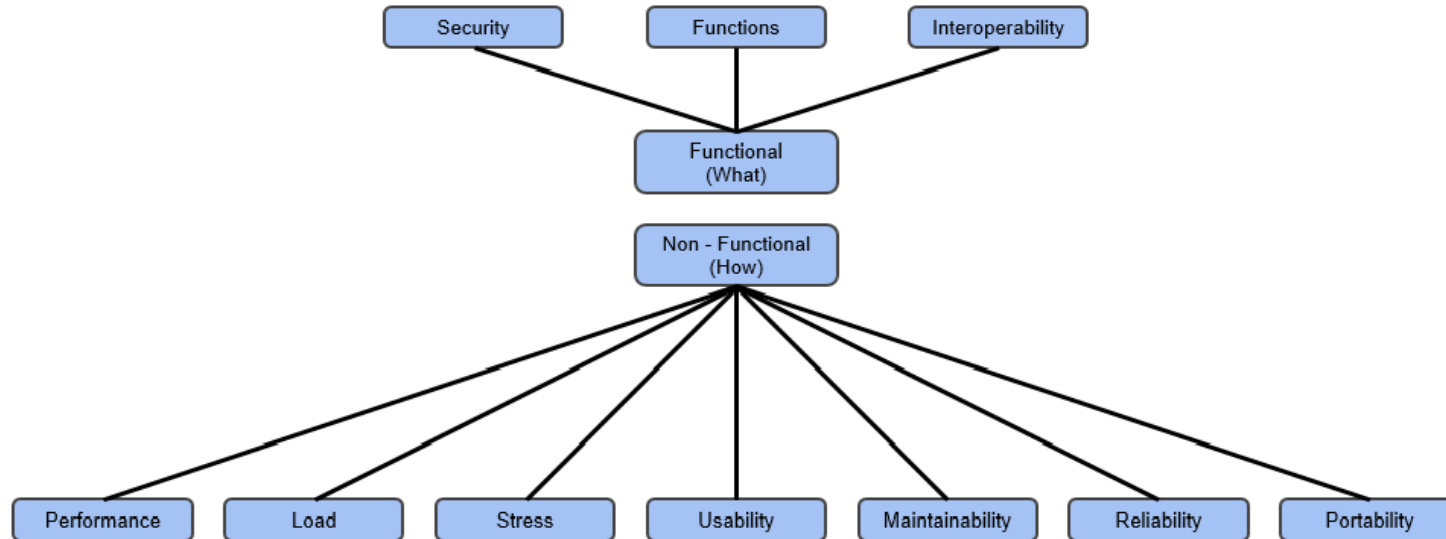 Security
Functions
Interoperability
Functional
(What)
Non - Functional
(How)
Performance
Load
Stress
Usability
Maintainability
Reliability
Portability